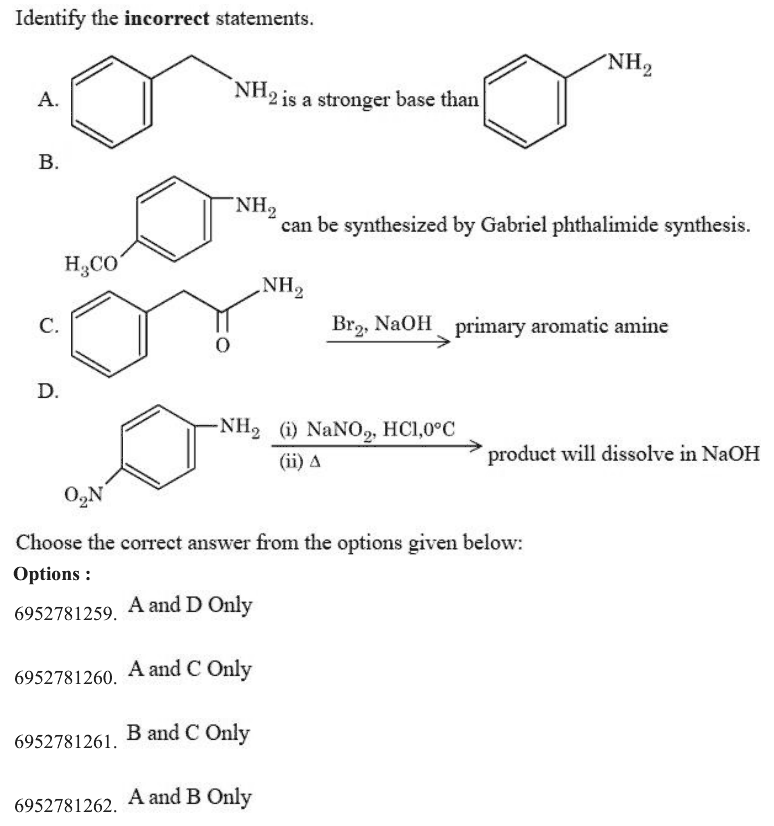 Identify the incorrect statements.
A. NH2 is a stronger base than NH2
B.
NH2 can be synthesized by Gabriel phthalimide synthesis.
H3CO
NH2
C. O Br2, NaOH primary aromatic amine
D.
NH2 (i) NaNO2, HCl,0°C
(ii) Δ product will dissolve in NaOH
O2N
Choose the correct answer from the options given below:
Options :
6952781259. A and D Only
6952781260. A and C Only
6952781261. B and C Only
6952781262. A and B Only